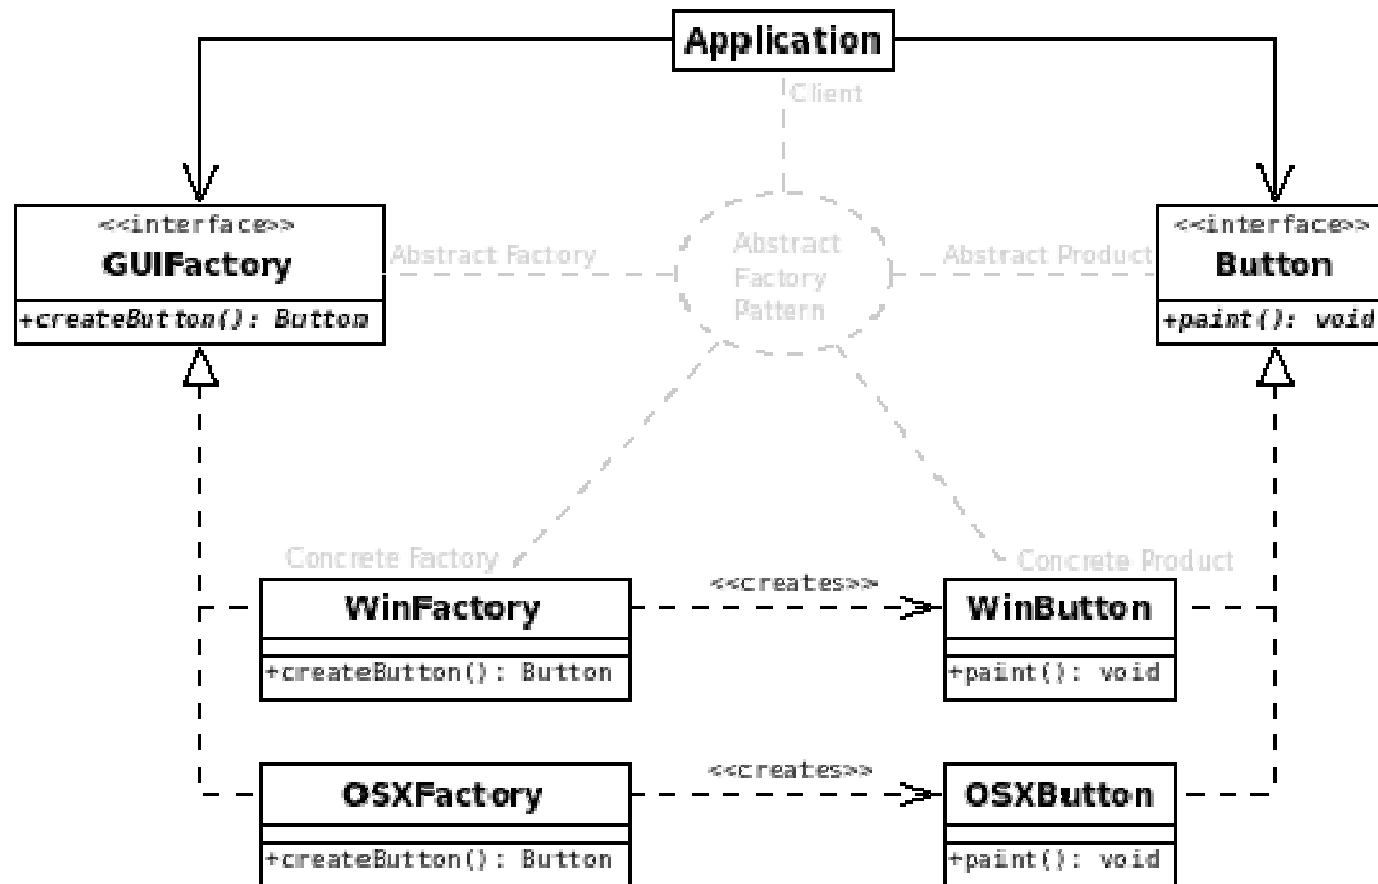 Application
Client
<<interface>>
GUIFactory
+createButton(): Button
Abstract Factory
Abstract
Factory
Pattern
Abstract Product
<<interface>>
Button
+paint(): void
Concrete Factory
Concrete Product
WinFactory
+createButton(): Button
<<creates>>
WinButton
+paint(): void
OSXFactory
+createButton(): Button
<<creates>>
OSXButton
+paint(): void